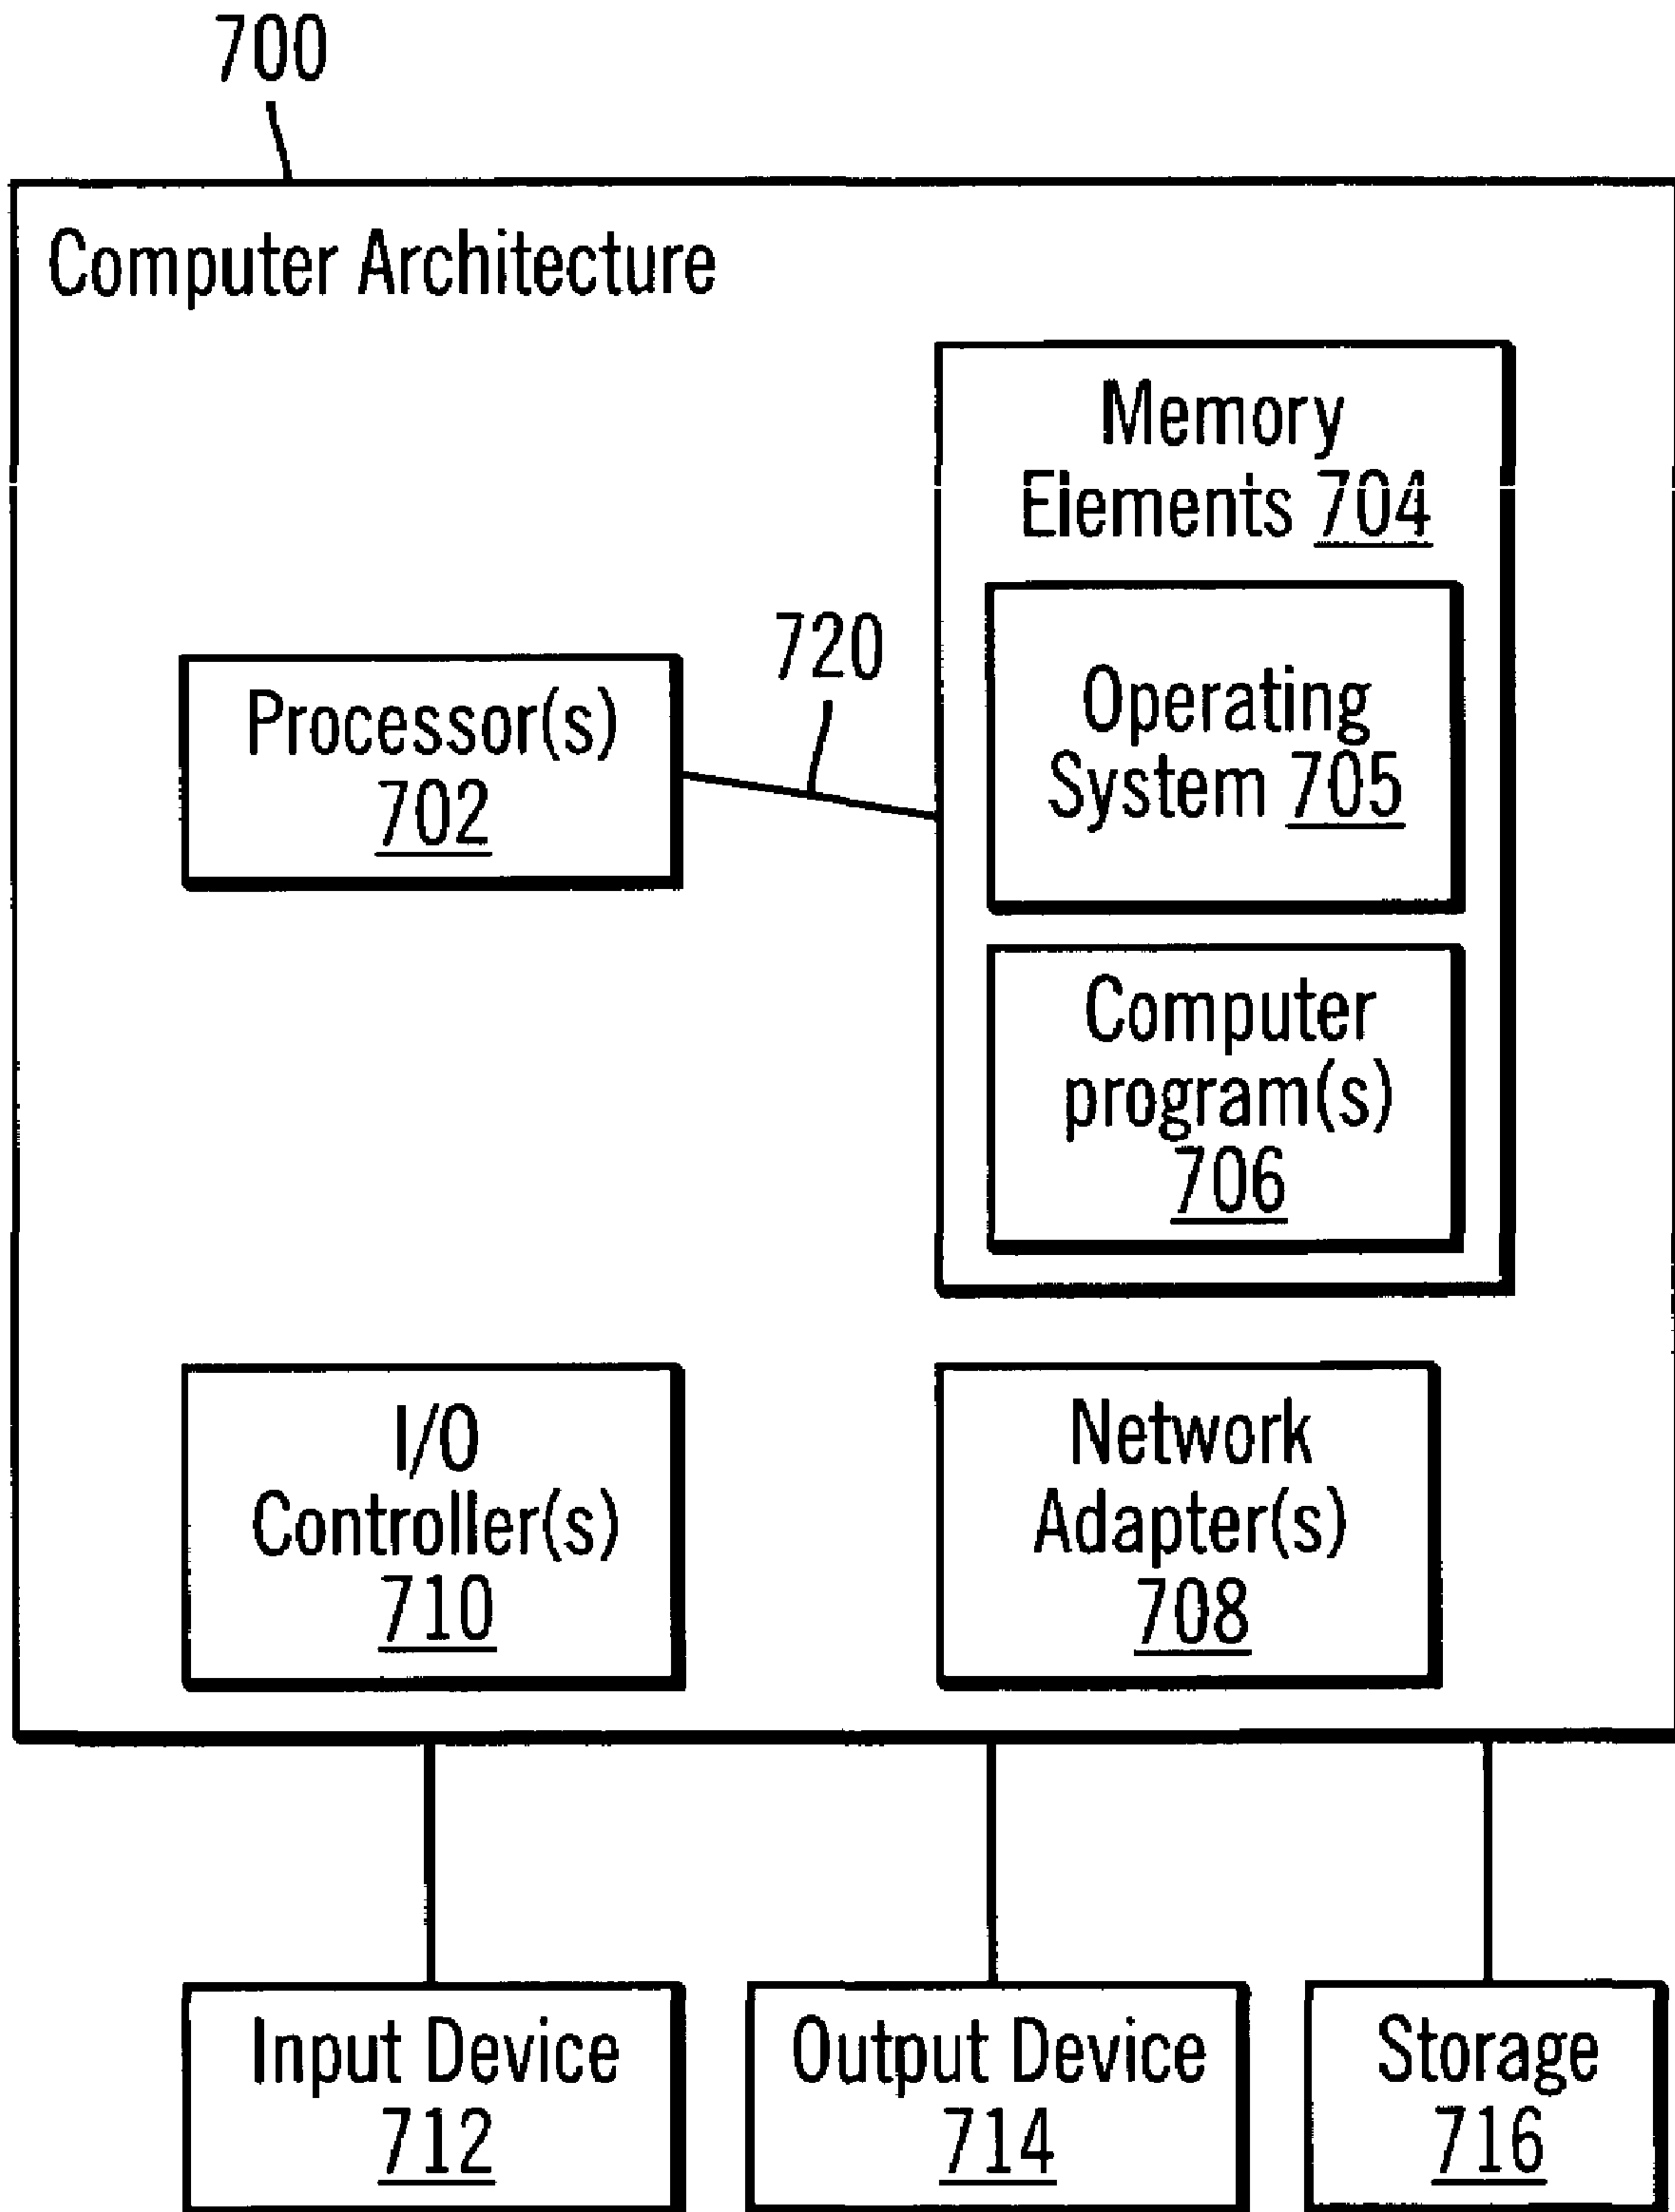 700
Computer Architecture
Memory
Elements 704
720
Processor(s)
702
Operating
System 705
Computer
program(s)
706
I/O
Controller(s)
710
Network
Adapter(s)
708
Input Device
712
Output Device
714
Storage
716